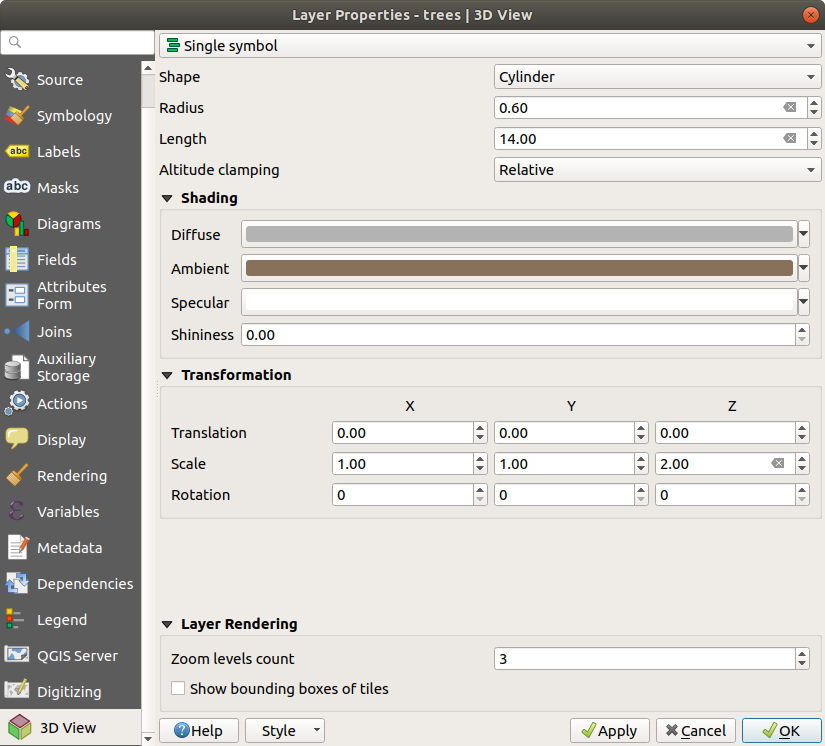 Layer Properties - trees | 3D View
Source
Symbology
abc Labels
abc Masks
Diagrams
Fields
Attributes
Form
Joins
Auxiliary
Storage
Actions
Display
Rendering
ε Variables
Metadata
Dependencies
Legend
QGIS Server
Digitizing
3D View
Single symbol
Shape Cylinder
Radius 0.60
Length 14.00
Altitude clamping Relative
Shading
Diffuse
Ambient
Specular
Shininess 0.00
Transformation
X Y Z
Translation 0.00 0.00 0.00
Scale 1.00 1.00 2.00
Rotation 0 0 0
Layer Rendering
Zoom levels count 3
Show bounding boxes of tiles
Help Style Apply Cancel OK